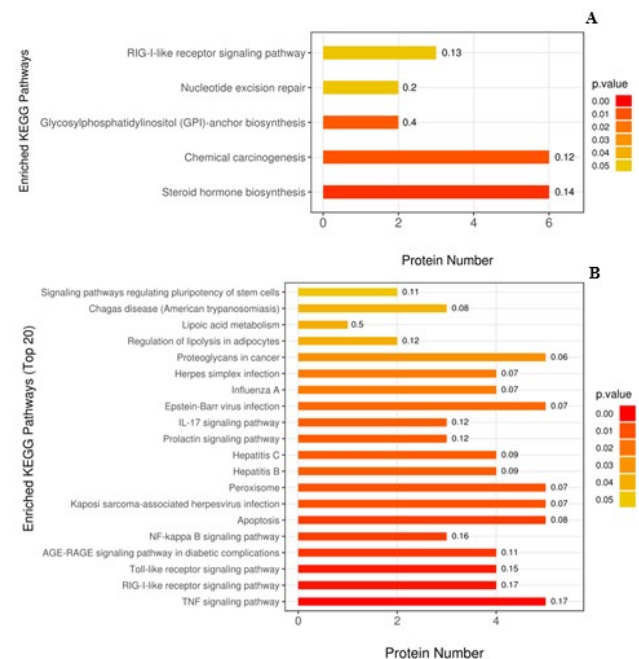 A
Enriched KEGG Pathways
RIG-I-like receptor signaling pathway 0.13
Nucleotide excision repair 0.2
Glycosylphosphatidylinositol (GPI)-anchor biosynthesis 0.4
Chemical carcinogenesis 0.12
Steroid hormone biosynthesis 0.14
0 2 4 6
Protein Number
p.value
0.00
0.01
0.02
0.03
0.04
0.05
B
Enriched KEGG Pathways (Top 20)
Signaling pathways regulating pluripotency of stem cells 0.11
Chagas disease (American trypanosomiasis) 0.08
Lipoic acid metabolism 0.5
Regulation of lipolysis in adipocytes 0.12
Proteoglycans in cancer 0.06
Herpes simplex infection 0.07
Influenza A 0.07
Epstein-Barr virus infection 0.07
IL-17 signaling pathway 0.12
Prolactin signaling pathway 0.12
Hepatitis C 0.09
Hepatitis B 0.09
Peroxisome 0.07
Kaposi sarcoma-associated herpesvirus infection 0.07
Apoptosis 0.08
NF-kappa B signaling pathway 0.16
AGE-RAGE signaling pathway in diabetic complications 0.11
Toll-like receptor signaling pathway 0.15
RIG-I-like receptor signaling pathway 0.17
TNF signaling pathway 0.17
0 2 4
Protein Number
p.value
0.00
0.01
0.02
0.03
0.04
0.05